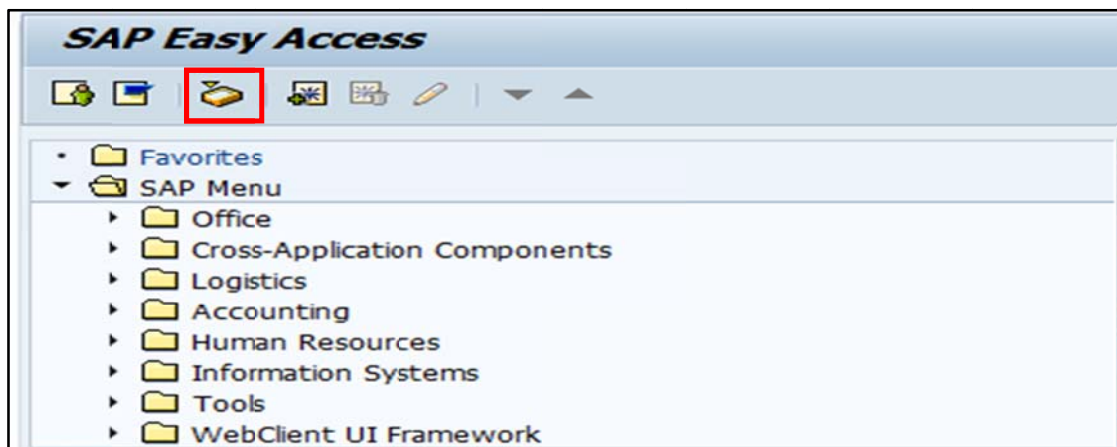 SAP Easy Access
Favorites
SAP Menu
Office
Cross-Application Components
Logistics
Accounting
Human Resources
Information Systems
Tools
WebClient UI Framework